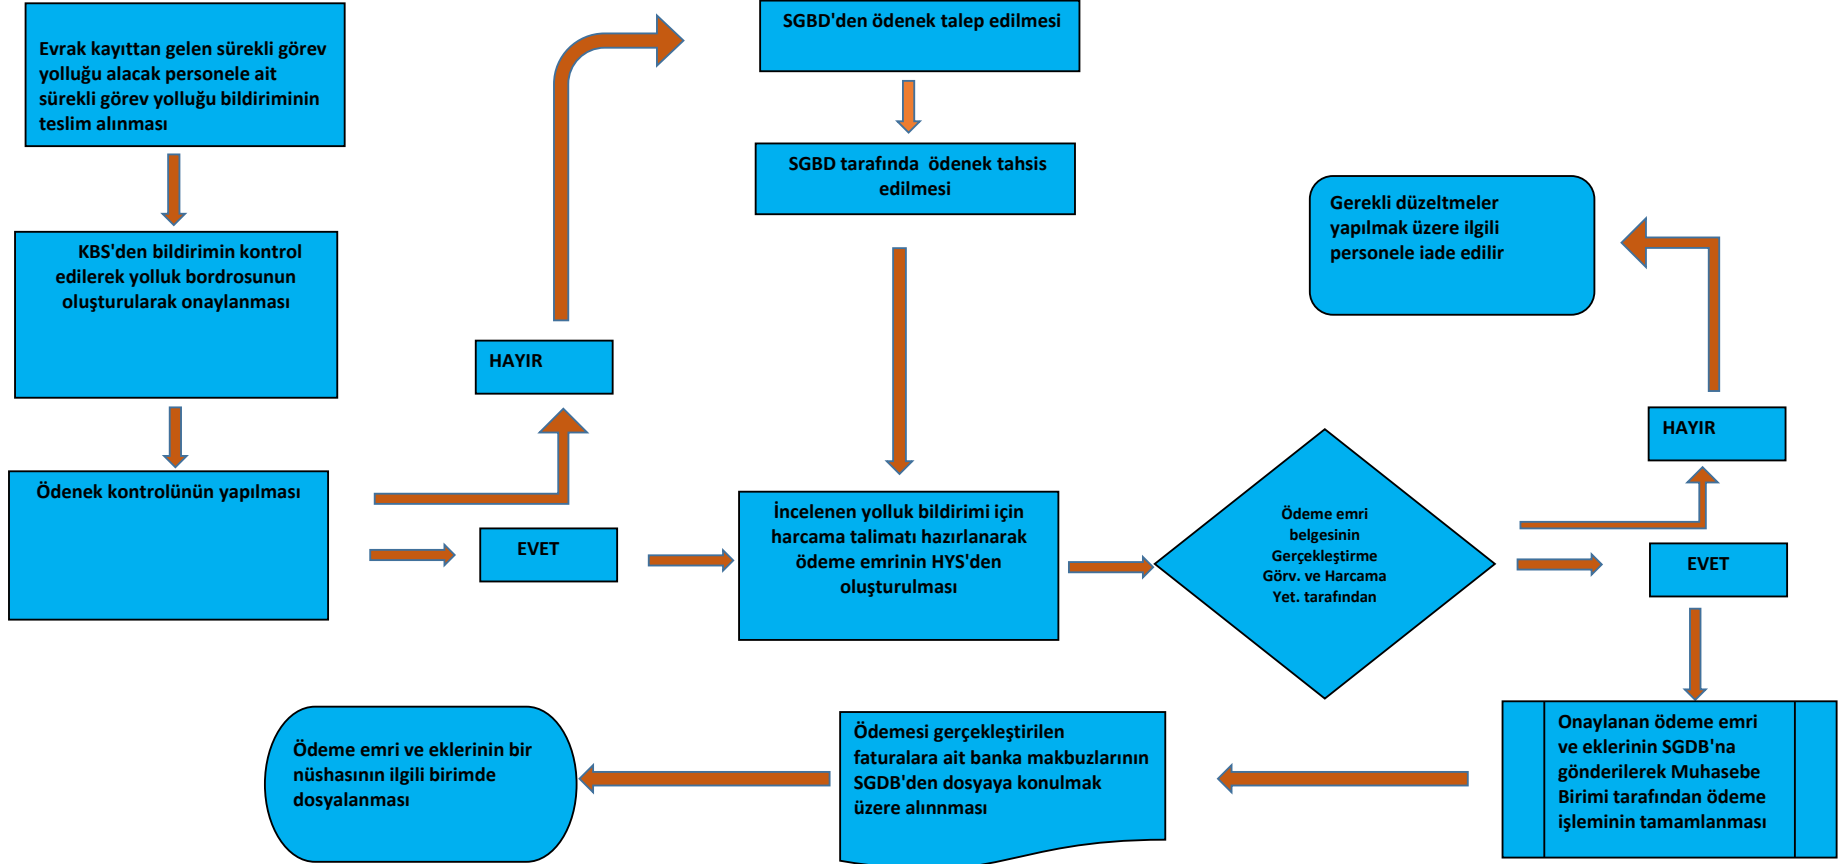 Evrak kayıttan gelen sürekli görev
yolluğu alacak personele ait
sürekli görev yolluğu bildiriminin
teslim alınması
KBS'den bildirimin kontrol
edilerek yolluk bordrosunun
oluşturularak onaylanması
Ödenek kontrolünün yapılması
HAYIR
EVET
SGBD'den ödenek talep edilmesi
SGBD tarafında ödenek tahsis
edilmesi
İncelenen yolluk bildirimi için
harcama talimatı hazırlanarak
ödeme emrinin HYS'den
oluşturulması
Ödeme emri
belgesinin
Gerçekleştirme
Görv. ve Harcama
Yet. tarafından
HAYIR
Gerekli düzeltmeler
yapılmak üzere ilgili
personele iade edilir
EVET
Onaylanan ödeme emri
ve eklerinin SGDB'na
gönderilerek Muhasebe
Birimi tarafından ödeme
işleminin tamamlanması
Ödemesi gerçekleştirilen
faturalara ait banka makbuzlarının
SGDB'den dosyaya konulmak
üzere alınnması
Ödeme emri ve eklerinin bir
nüshasının ilgili birimde
dosyalanması